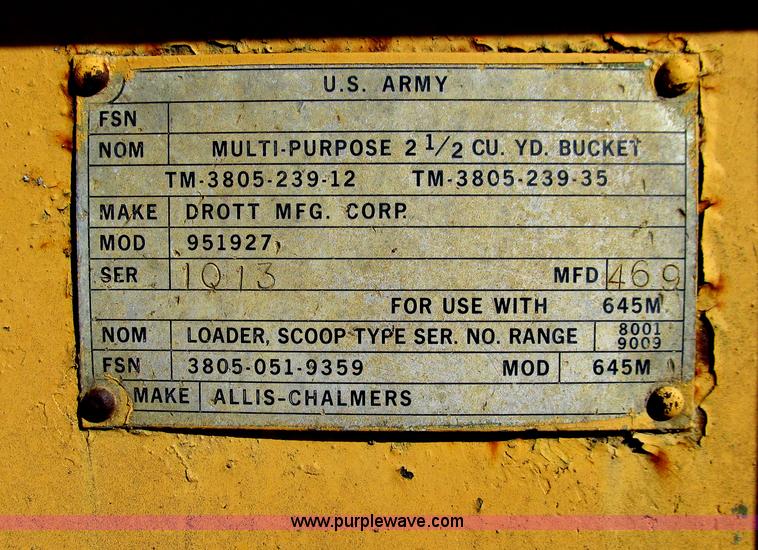 U.S. ARMY
FSN
NOM MULTI-PURPOSE 2 1/2 CU. YD. BUCKET
TM-3805-239-12 TM-3805-239-35
MAKE DROTT MFG. CORP.
MOD 951927
SER 1013 MFD 469
FOR USE WITH 645M
NOM LOADER, SCOOP TYPE SER. NO. RANGE 8001
9009
FSN 3805-051-9359 MOD 645M
MAKE ALLIS-CHALMERS
www.purplewave.com